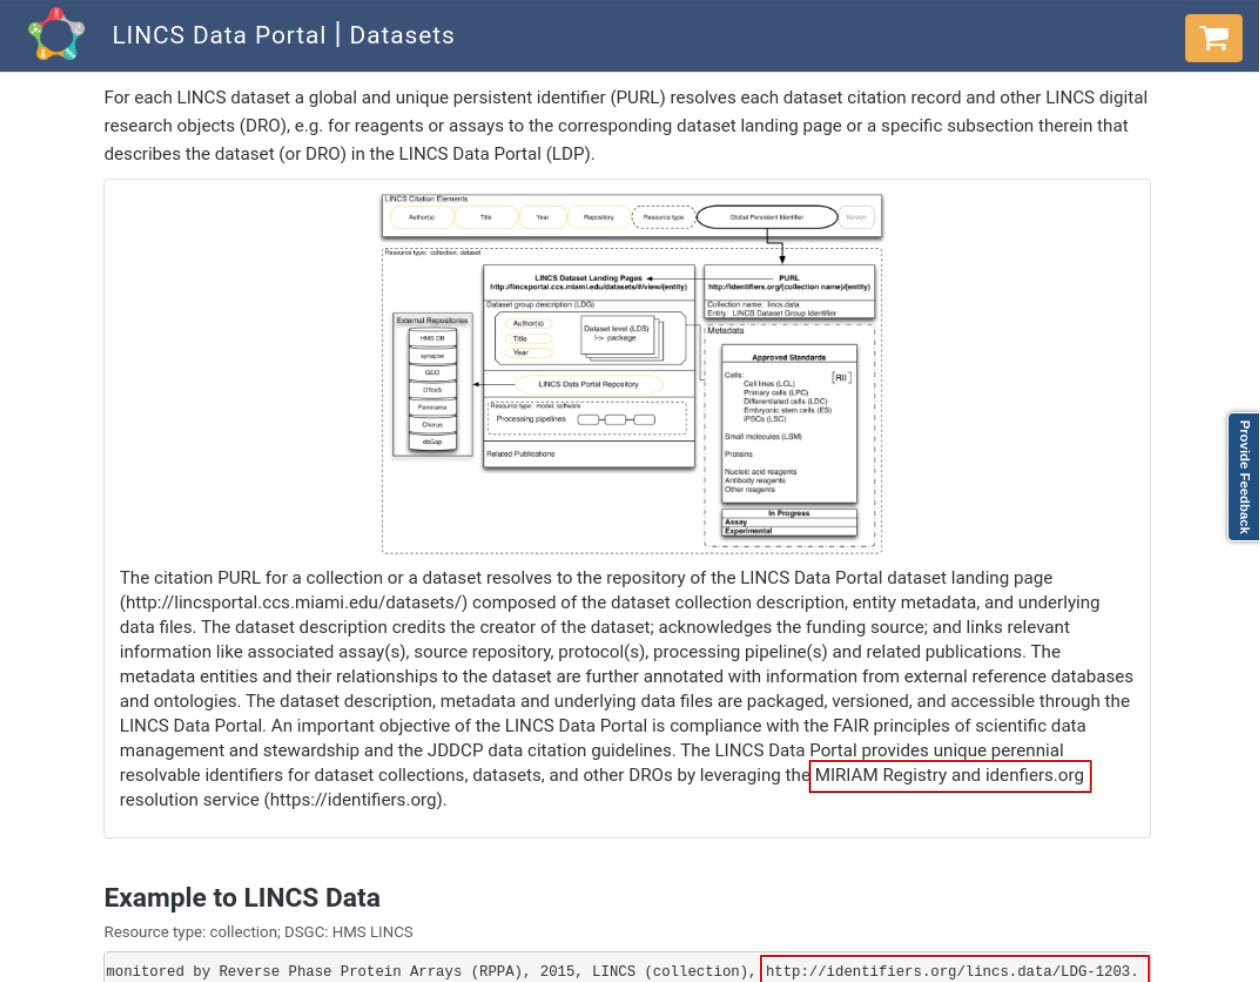 LINCS Data Portal | Datasets
For each LINCS dataset a global and unique persistent identifier (PURL) resolves each dataset citation record and other LINCS digital
research objects (DRO), e.g. for reagents or assays to the corresponding dataset landing page or a specific subsection therein that
describes the dataset (or DRO) in the LINCS Data Portal (LDP).
LINCS Citation Elements
Author(s) Title Year Repository Resource type Global Persistent Identifier Version
Resource type: collection, dataset
LINCS Dataset Landing Pages
http://lincsportal.ccs.miami.edu/datasets/#/view/(entity)
PURL
http://identifiers.org/(collection name)/(entity)
Collection name: lincs.data
Entity: LINCS Dataset Group Identifier
Dataset group description (LDG)
Author(s)
Title
Year
Dataset level (LDS)
|-> package
LINCS Data Portal Repository
Resource type: model, software
Processing pipelines
Related Publications
External Repositories
HMS DB
synapse
GEO
DToxS
Panorama
Chorus
dbGap
Metadata
Approved Standards
Cells: [RII]
Cell lines (LCL)
Primary cells (LPC)
Differentiated cells (LDC)
Embryonic stem cells (ES)
iPSCs (LSC)
Small molecules (LSM)
Proteins
Nucleic acid reagents
Antibody reagents
Other reagents
In Progress
Assay
Experimental
Provide Feedback
The citation PURL for a collection or a dataset resolves to the repository of the LINCS Data Portal dataset landing page
(http://lincsportal.ccs.miami.edu/datasets/) composed of the dataset collection description, entity metadata, and underlying
data files. The dataset description credits the creator of the dataset; acknowledges the funding source; and links relevant
information like associated assay(s), source repository, protocol(s), processing pipeline(s) and related publications. The
metadata entities and their relationships to the dataset are further annotated with information from external reference databases
and ontologies. The dataset description, metadata and underlying data files are packaged, versioned, and accessible through the
LINCS Data Portal. An important objective of the LINCS Data Portal is compliance with the FAIR principles of scientific data
management and stewardship and the JDDCP data citation guidelines. The LINCS Data Portal provides unique perennial
resolvable identifiers for dataset collections, datasets, and other DROs by leveraging the MIRIAM Registry and idenfiers.org
resolution service (https://identifiers.org).
Example to LINCS Data
Resource type: collection; DSGC: HMS LINCS
monitored by Reverse Phase Protein Arrays (RPPA), 2015, LINCS (collection), http://identifiers.org/lincs.data/LDG-1203.